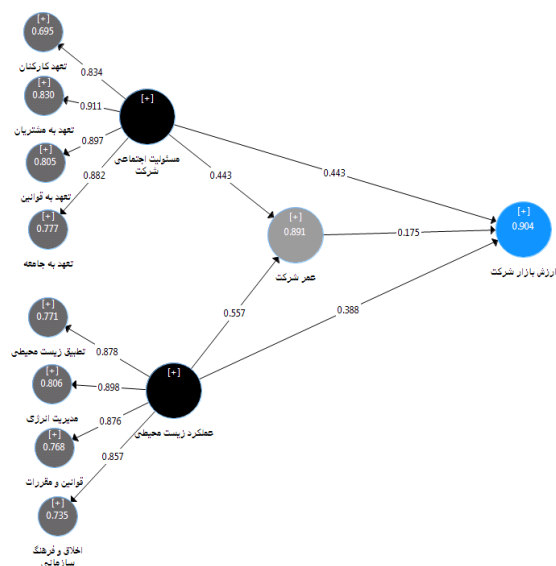 [+]
0.695
تعهد کارکنان
0.834
[+]
0.830
تعهد به مشتریان
0.911
[+]
0.805
تعهد به قوانین
0.897
[+]
0.777
تعهد به جامعه
0.882
[+]
مسئولیت اجتماعی
شرکت
0.443
0.443
[+]
0.891
عمر شرکت
0.175
[+]
0.904
ارزش بازار شرکت
0.557
0.388
[+]
0.771
تطبیق زیست محیطی
0.878
[+]
0.806
مدیریت انرژی
0.898
[+]
عملکرد زیست محیطی
[+]
0.768
قوانین و مقررات
0.876
[+]
0.735
اخلاق و فرهنگ
سازمانی
0.857